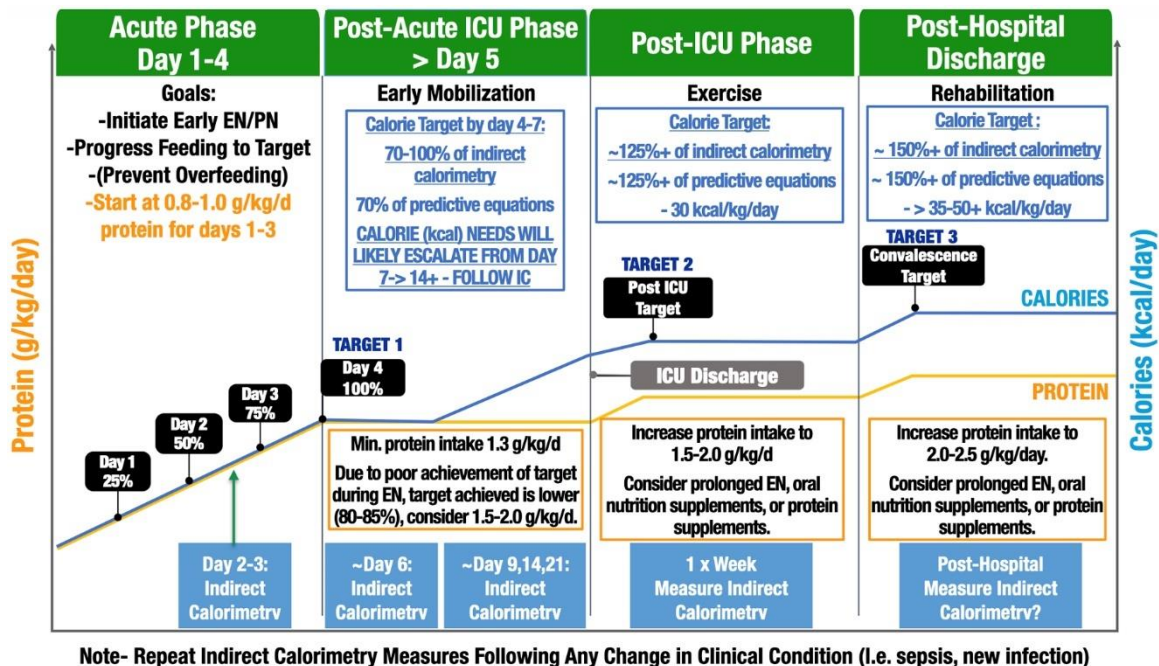 Acute Phase
Day 1-4
Post-Acute ICU Phase
> Day 5
Post-ICU Phase
Post-Hospital
Discharge
Goals:
-Initiate Early EN/PN
-Progress Feeding to Target
-(Prevent Overfeeding)
-Start at 0.8-1.0 g/kg/d
protein for days 1-3
Early Mobilization
Calorie Target by day 4-7:
70-100% of indirect
calorimetry
70% of predictive equations
CALORIE (kcal) NEEDS WILL
LIKELY ESCALATE FROM DAY
7-> 14+ - FOLLOW IC
Exercise
Calorie Target:
~125%+ of indirect calorimetry
~125%+ of predictive equations
- 30 kcal/kg/day
Rehabilitation
Calorie Target :
~ 150%+ of indirect calorimetry
~ 150%+ of predictive equations
- > 35-50+ kcal/kg/day
Protein (g/kg/day)
Calories (kcal/day)
Day 1
25%
Day 2
50%
Day 3
75%
TARGET 1
Day 4
100%
TARGET 2
Post ICU
Target
TARGET 3
Convalescence
Target
CALORIES
ICU Discharge
PROTEIN
Min. protein intake 1.3 g/kg/d
Due to poor achievement of target
during EN, target achieved is lower
(80-85%), consider 1.5-2.0 g/kg/d.
Increase protein intake to
1.5-2.0 g/kg/d
Consider prolonged EN, oral
nutrition supplements, or protein
supplements.
Increase protein intake to
2.0-2.5 g/kg/day.
Consider prolonged EN, oral
nutrition supplements, or protein
supplements.
Day 2-3:
Indirect
Calorimetry
~Day 6:
Indirect
Calorimetry
~Day 9,14,21:
Indirect
Calorimetry
1 x Week
Measure Indirect
Calorimetry
Post-Hospital
Measure Indirect
Calorimetry?
Note- Repeat Indirect Calorimetry Measures Following Any Change in Clinical Condition (I.e. sepsis, new infection)